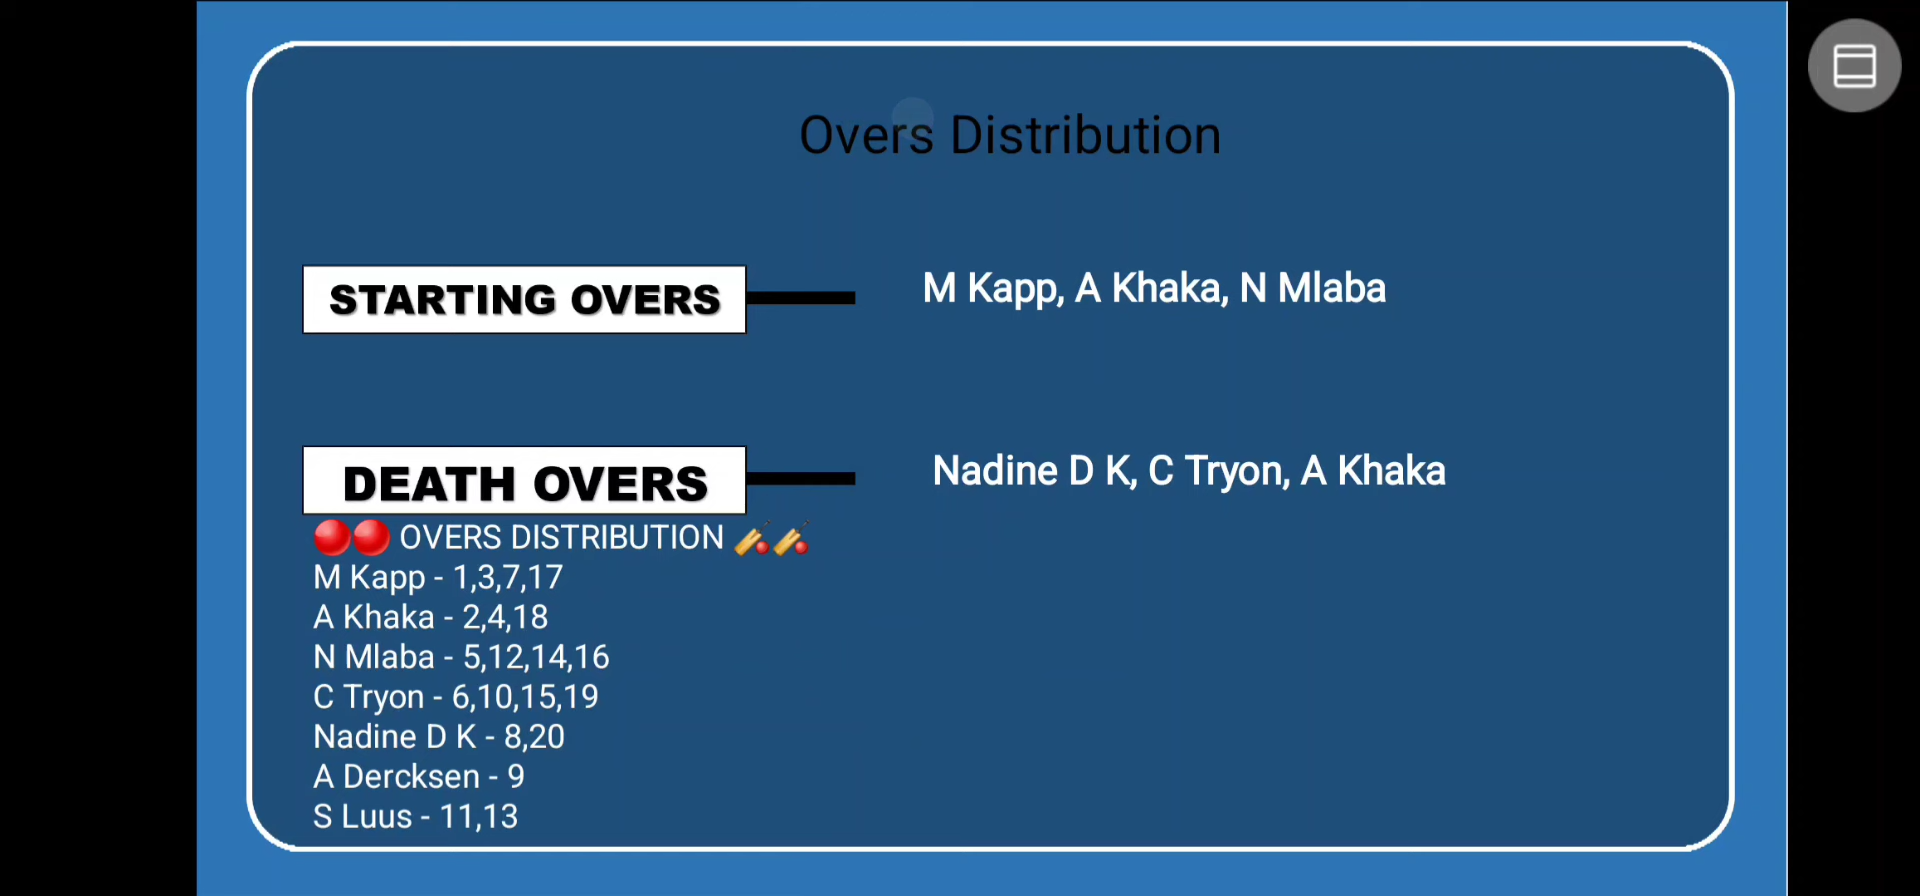 Overs Distribution
STARTING OVERS
M Kapp, A Khaka, N Mlaba
DEATH OVERS
Nadine D K, C Tryon, A Khaka
🔴🔴 OVERS DISTRIBUTION 🏏🏏
M Kapp - 1,3,7,17
A Khaka - 2,4,18
N Mlaba - 5,12,14,16
C Tryon - 6,10,15,19
Nadine D K - 8,20
A Dercksen - 9
S Luus - 11,13